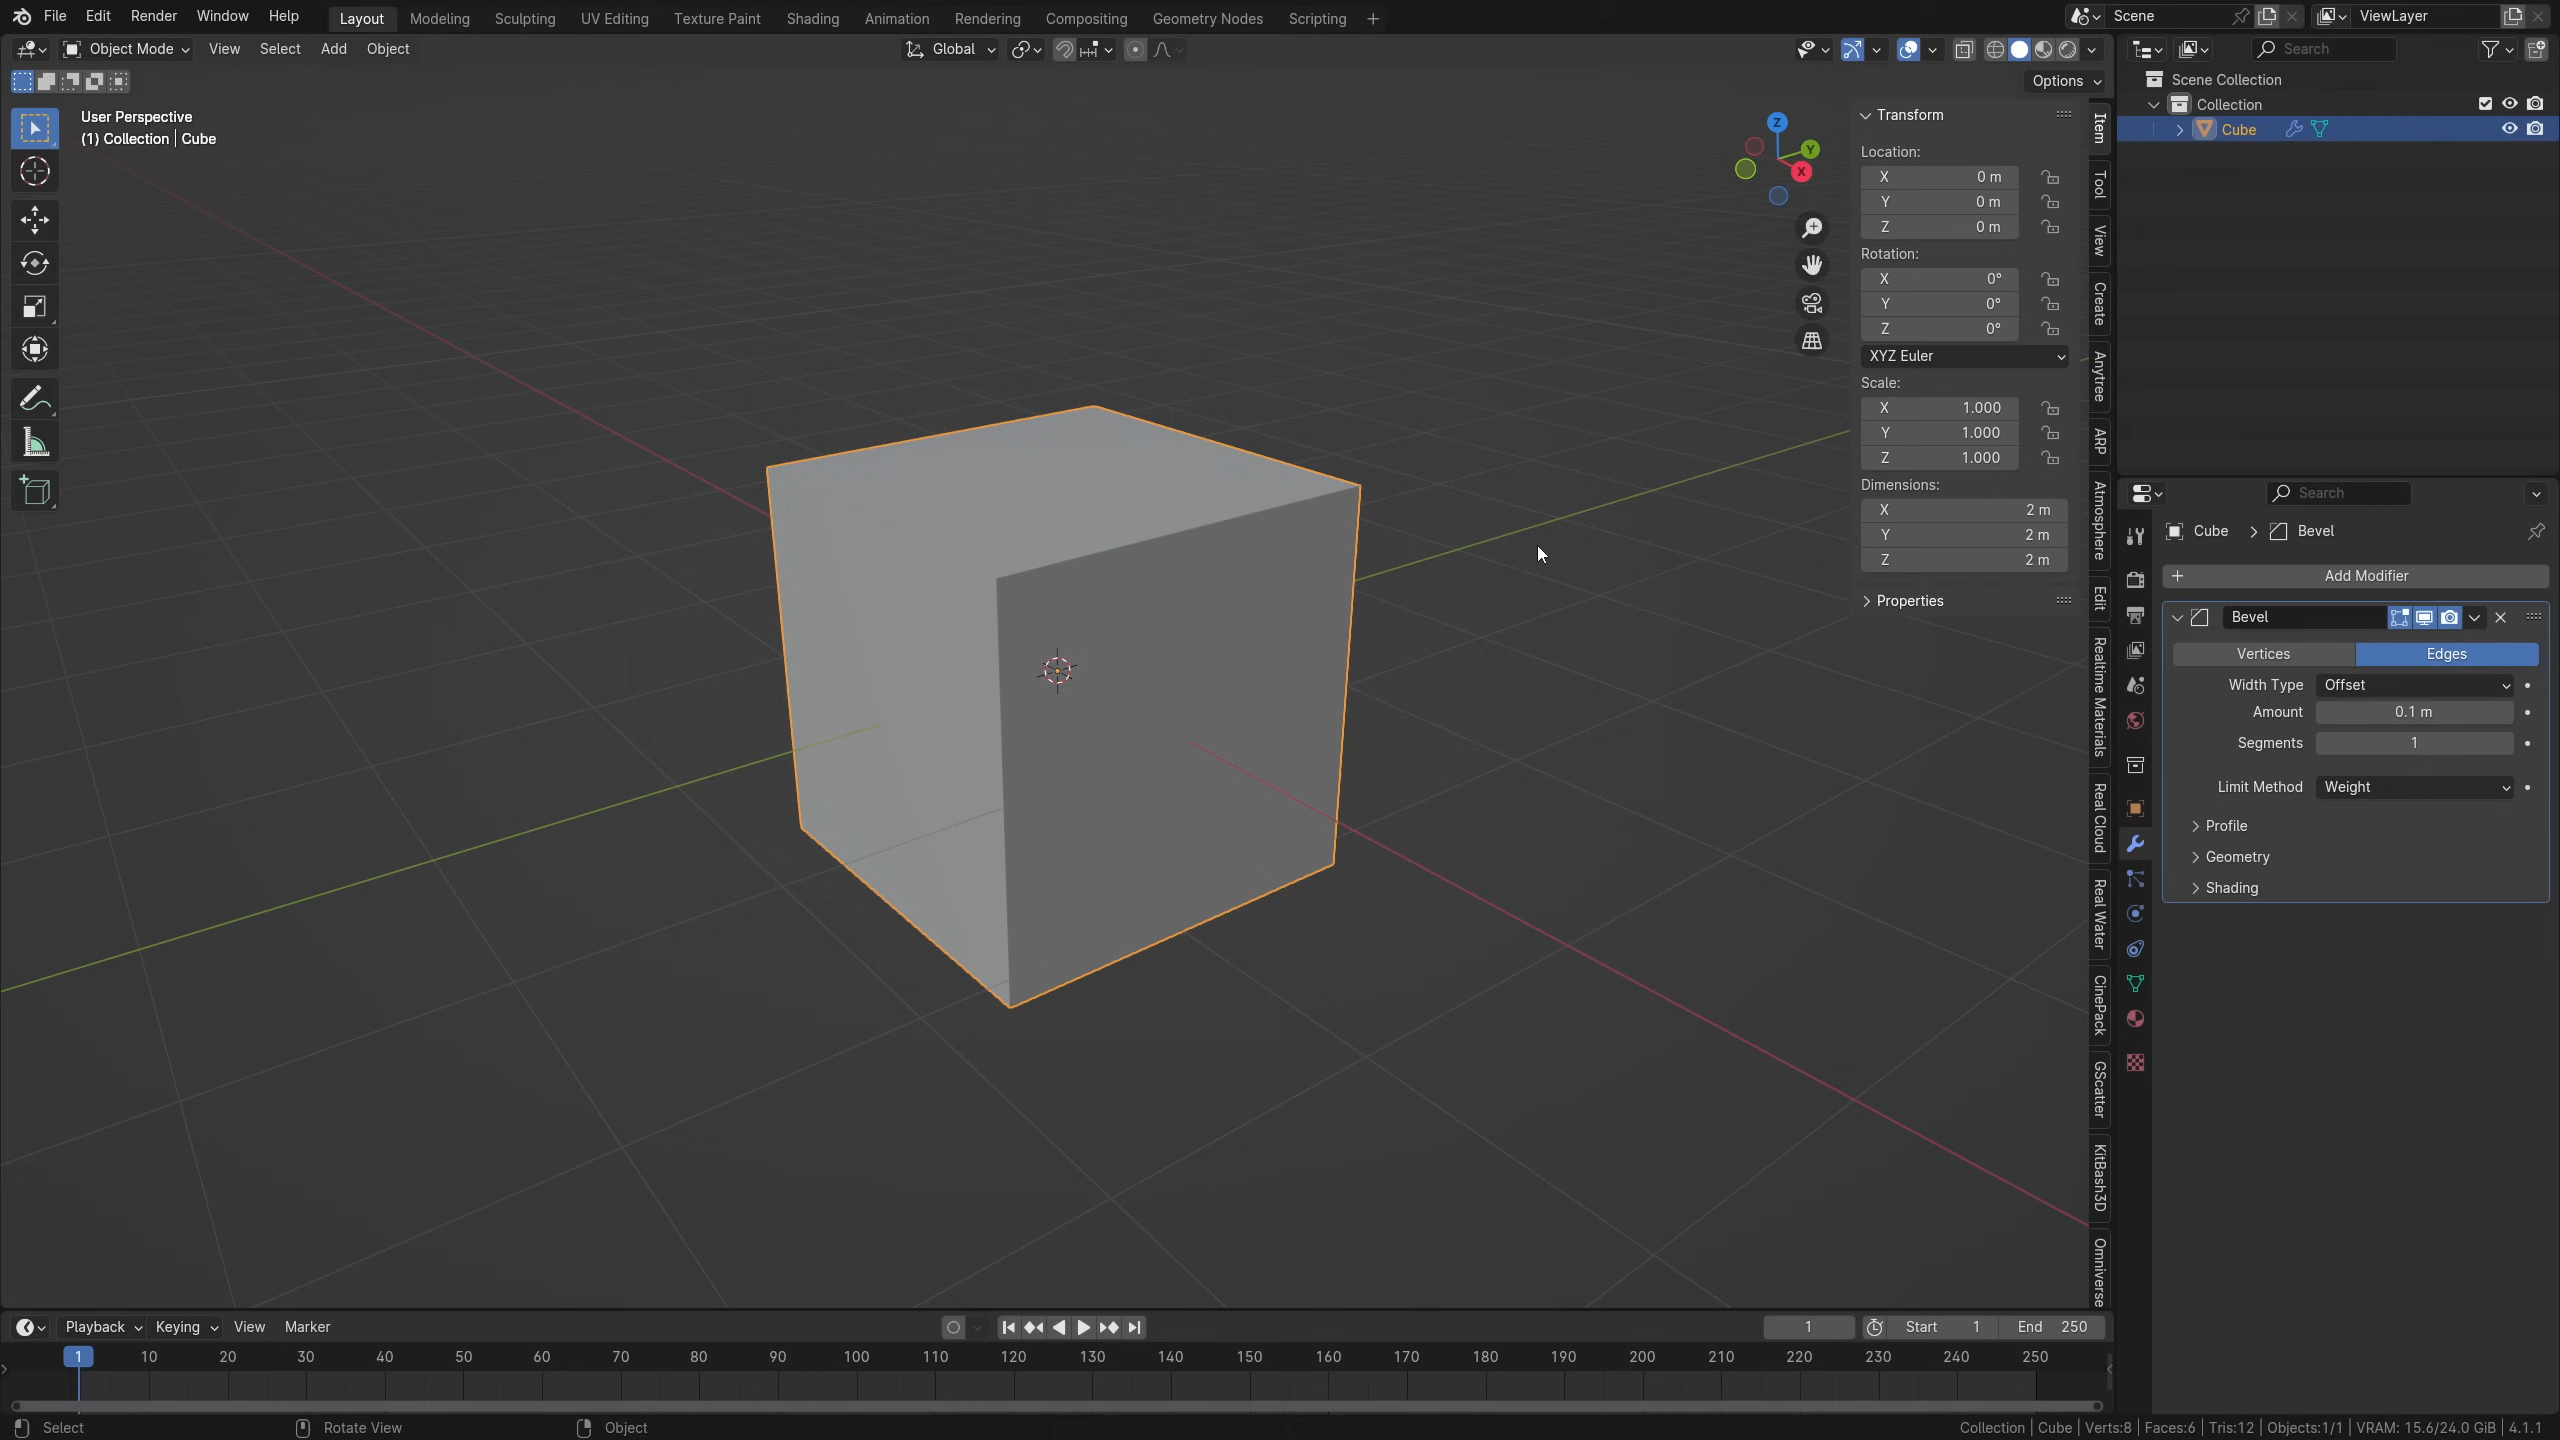 File Edit Render Window Help Layout Modeling Sculpting UV Editing Texture Paint Shading Animation Rendering Compositing Geometry Nodes Scripting + Scene ViewLayer
Object Mode View Select Add Object Global Search
Options
User Perspective
(1) Collection | Cube
Z
Y
X
Transform
Location:
X 0 m
Y 0 m
Z 0 m
Rotation:
X 0°
Y 0°
Z 0°
XYZ Euler
Scale:
X 1.000
Y 1.000
Z 1.000
Dimensions:
X 2 m
Y 2 m
Z 2 m
Properties
Item
Tool
View
Create
Anytree
ARP
Atmosphere
Edit
Realtime Materials
Real Cloud
Real Water
CinePack
GScatter
KitBash3D
Omniverse
Scene Collection
Collection
Cube
Search
Cube > Bevel
+ Add Modifier
Bevel
Vertices Edges
Width Type Offset
Amount 0.1 m
Segments 1
Limit Method Weight
Profile
Geometry
Shading
Playback Keying View Marker 1 Start 1 End 250
1 10 20 30 40 50 60 70 80 90 100 110 120 130 140 150 160 170 180 190 200 210 220 230 240 250
Select Rotate View Object Collection | Cube | Verts:8 | Faces:6 | Tris:12 | Objects:1/1 | VRAM: 15.6/24.0 GiB | 4.1.1